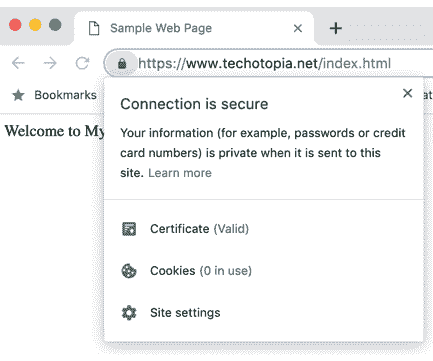 Sample Web Page
https://www.techotopia.net/index.html
Bookmarks
Connection is secure
Your information (for example, passwords or credit
card numbers) is private when it is sent to this
site. Learn more
Welcome to My
Certificate (Valid)
Cookies (0 in use)
Site settings